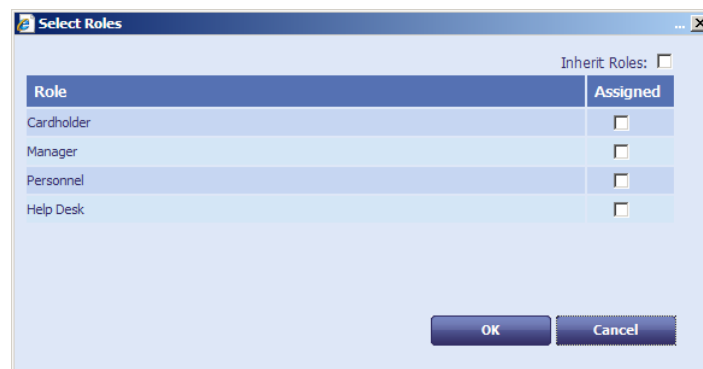 Select Roles ...
Inherit Roles:
Role Assigned
Cardholder
Manager
Personnel
Help Desk
OK Cancel